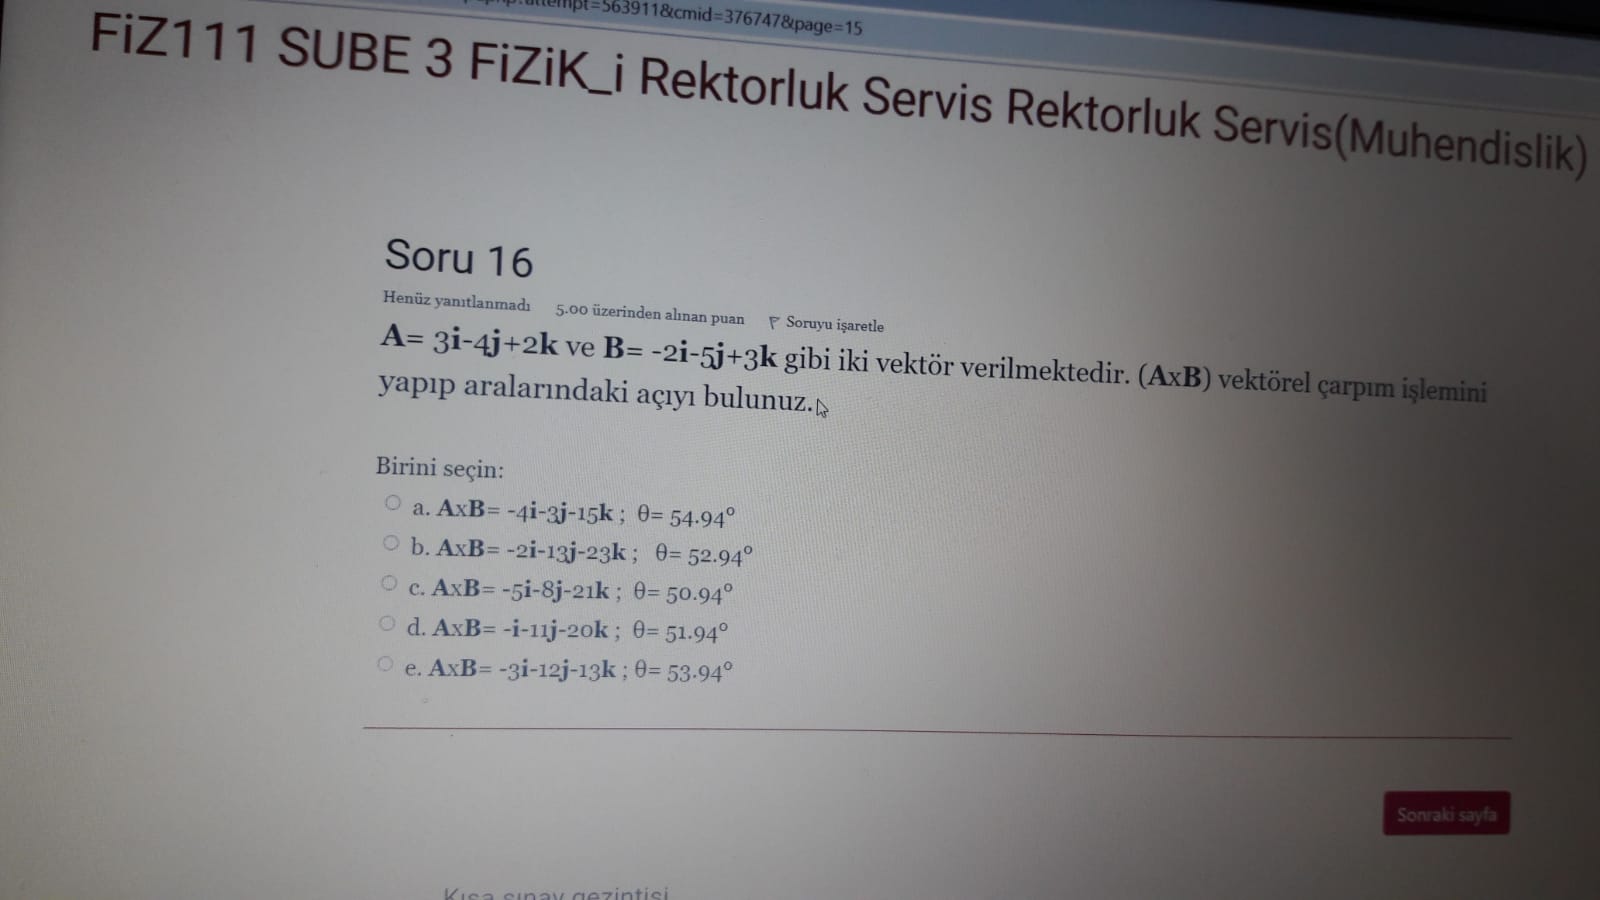 attempt=563911&cmid=376747&page=15
FiZ111 SUBE 3 FiZiK_i Rektorluk Servis Rektorluk Servis(Muhendislik)
Soru 16
Henüz yanıtlanmadı 5.00 üzerinden alınan puan Soruyu işaretle
A= 3i-4j+2k ve B= -2i-5j+3k gibi iki vektör verilmektedir. (AxB) vektörel çarpım işlemini
yapıp aralarındaki açıyı bulunuz.
Birini seçin:
a. AxB= -4i-3j-15k ; θ= 54.94°
b. AxB= -2i-13j-23k ; θ= 52.94°
c. AxB= -5i-8j-21k ; θ= 50.94°
d. AxB= -i-11j-20k ; θ= 51.94°
e. AxB= -3i-12j-13k ; θ= 53.94°
Sonraki sayfa
Kısa sınav gezintisi